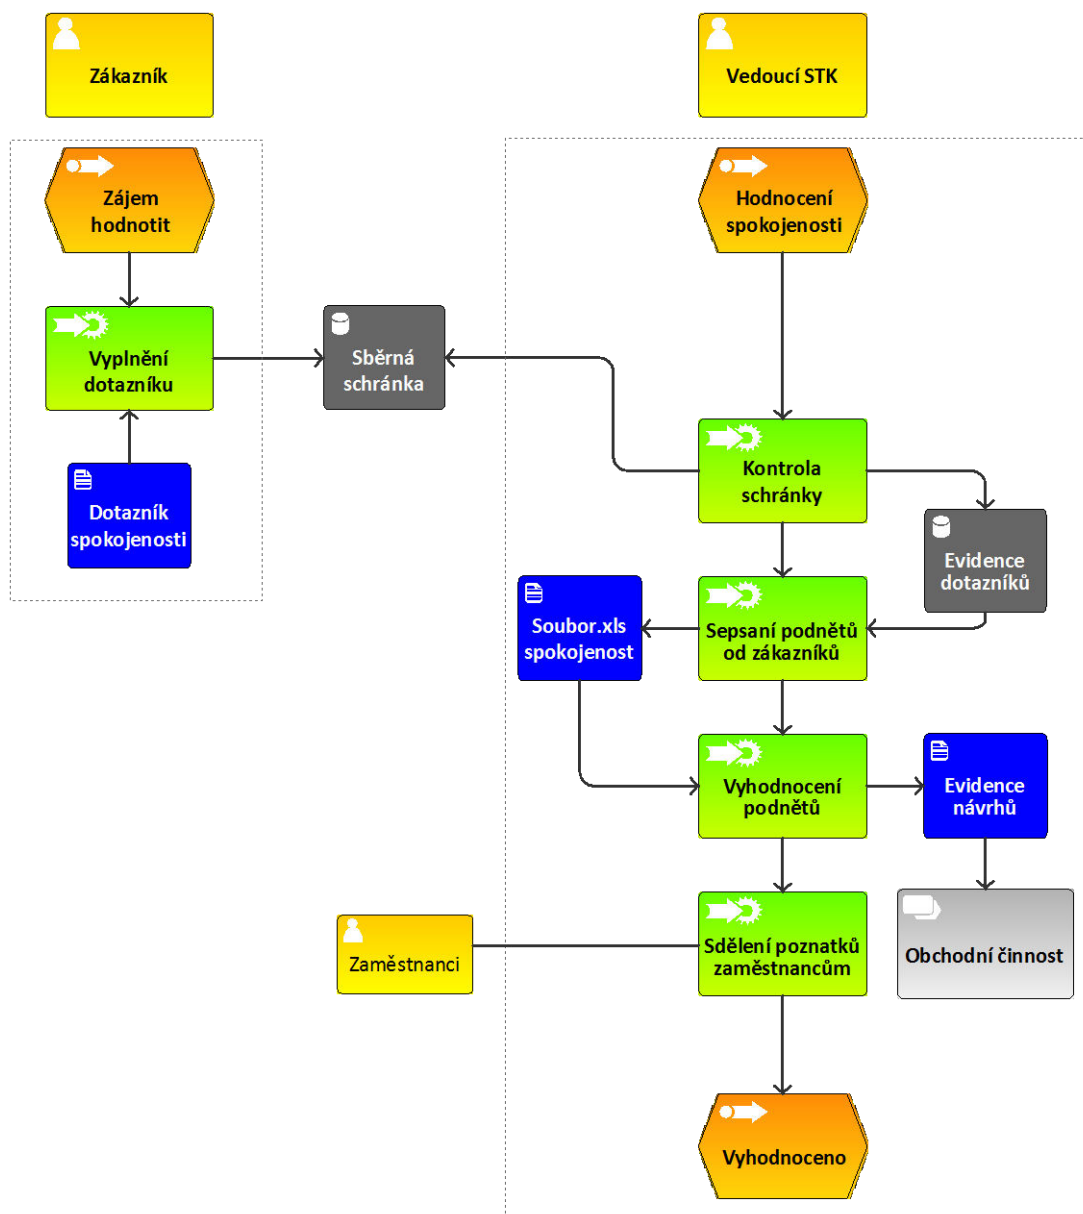 Zákazník
Vedoucí STK
Zájem
hodnotit
Hodnocení
spokojenosti
Vyplnění
dotazníku
Sběrná
schránka
Dotazník
spokojenosti
Kontrola
schránky
Evidence
dotazníků
Soubor.xls
spokojenost
Sepsaní podnětů
od zákazníků
Vyhodnocení
podnětů
Evidence
návrhů
Zaměstnanci
Sdělení poznatků
zaměstnancům
Obchodní činnost
Vyhodnoceno